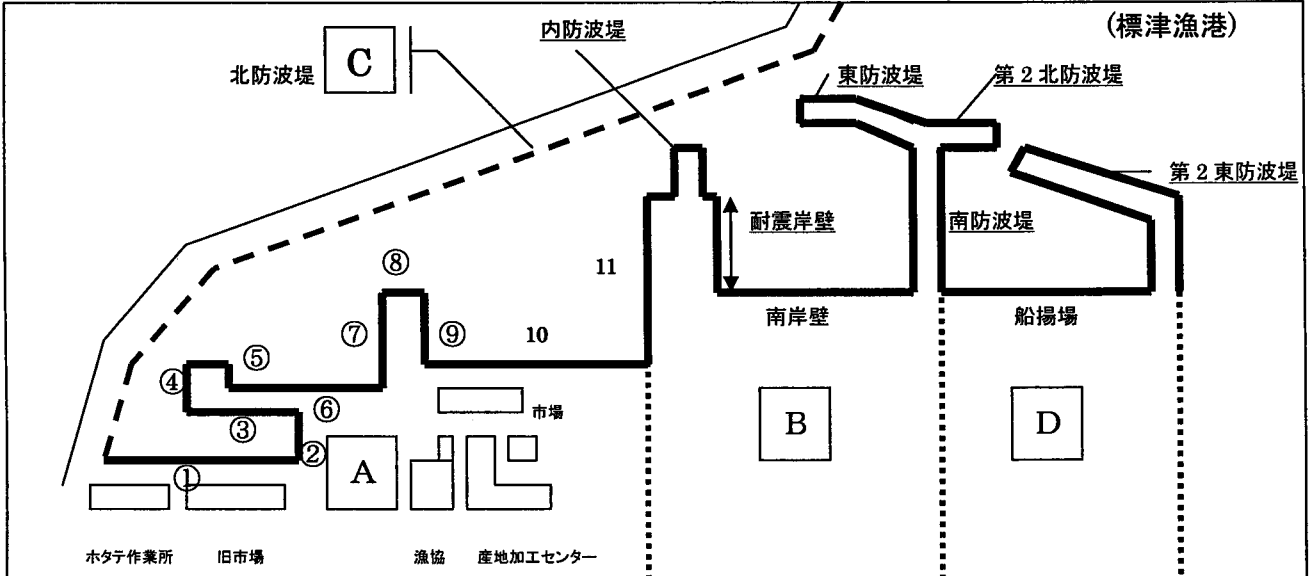 (標津漁港)
内防波堤
北防波堤
C
東防波堤
第2北防波堤
第2東防波堤
耐震岸壁
南防波堤
⑧
11
南岸壁
船揚場
⑦
⑨
10
⑤
④
⑥
③
②
①
市場
A
B
D
ホタテ作業所
旧市場
漁協
産地加工センター